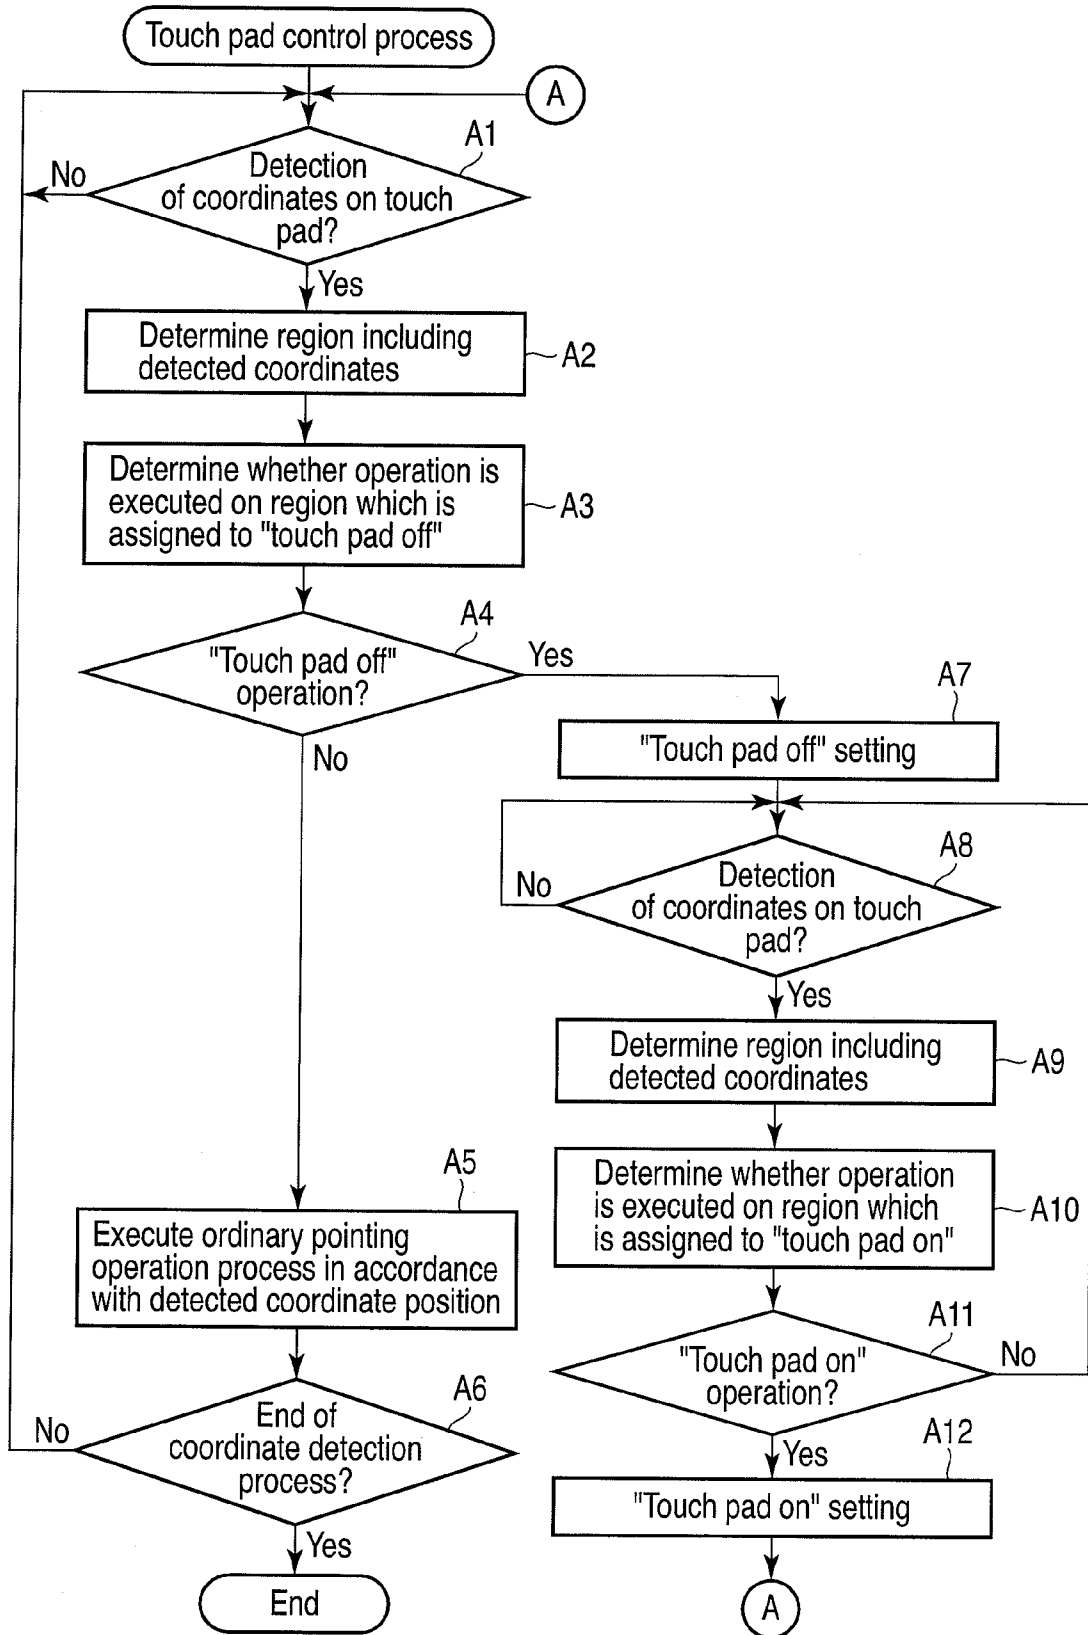 Touch pad control process
A
A1
Detection
of coordinates on touch
pad?
No
Yes
Determine region including
detected coordinates
A2
Determine whether operation is
executed on region which is
assigned to "touch pad off"
A3
A4
"Touch pad off"
operation?
Yes
No
A7
"Touch pad off" setting
A8
Detection
of coordinates on touch
pad?
No
Yes
Determine region including
detected coordinates
A9
Determine whether operation
is executed on region which
is assigned to "touch pad on"
A10
A5
Execute ordinary pointing
operation process in accordance
with detected coordinate position
A11
"Touch pad on"
operation?
No
Yes
A6
End of
coordinate detection
process?
No
Yes
A12
"Touch pad on" setting
End
A